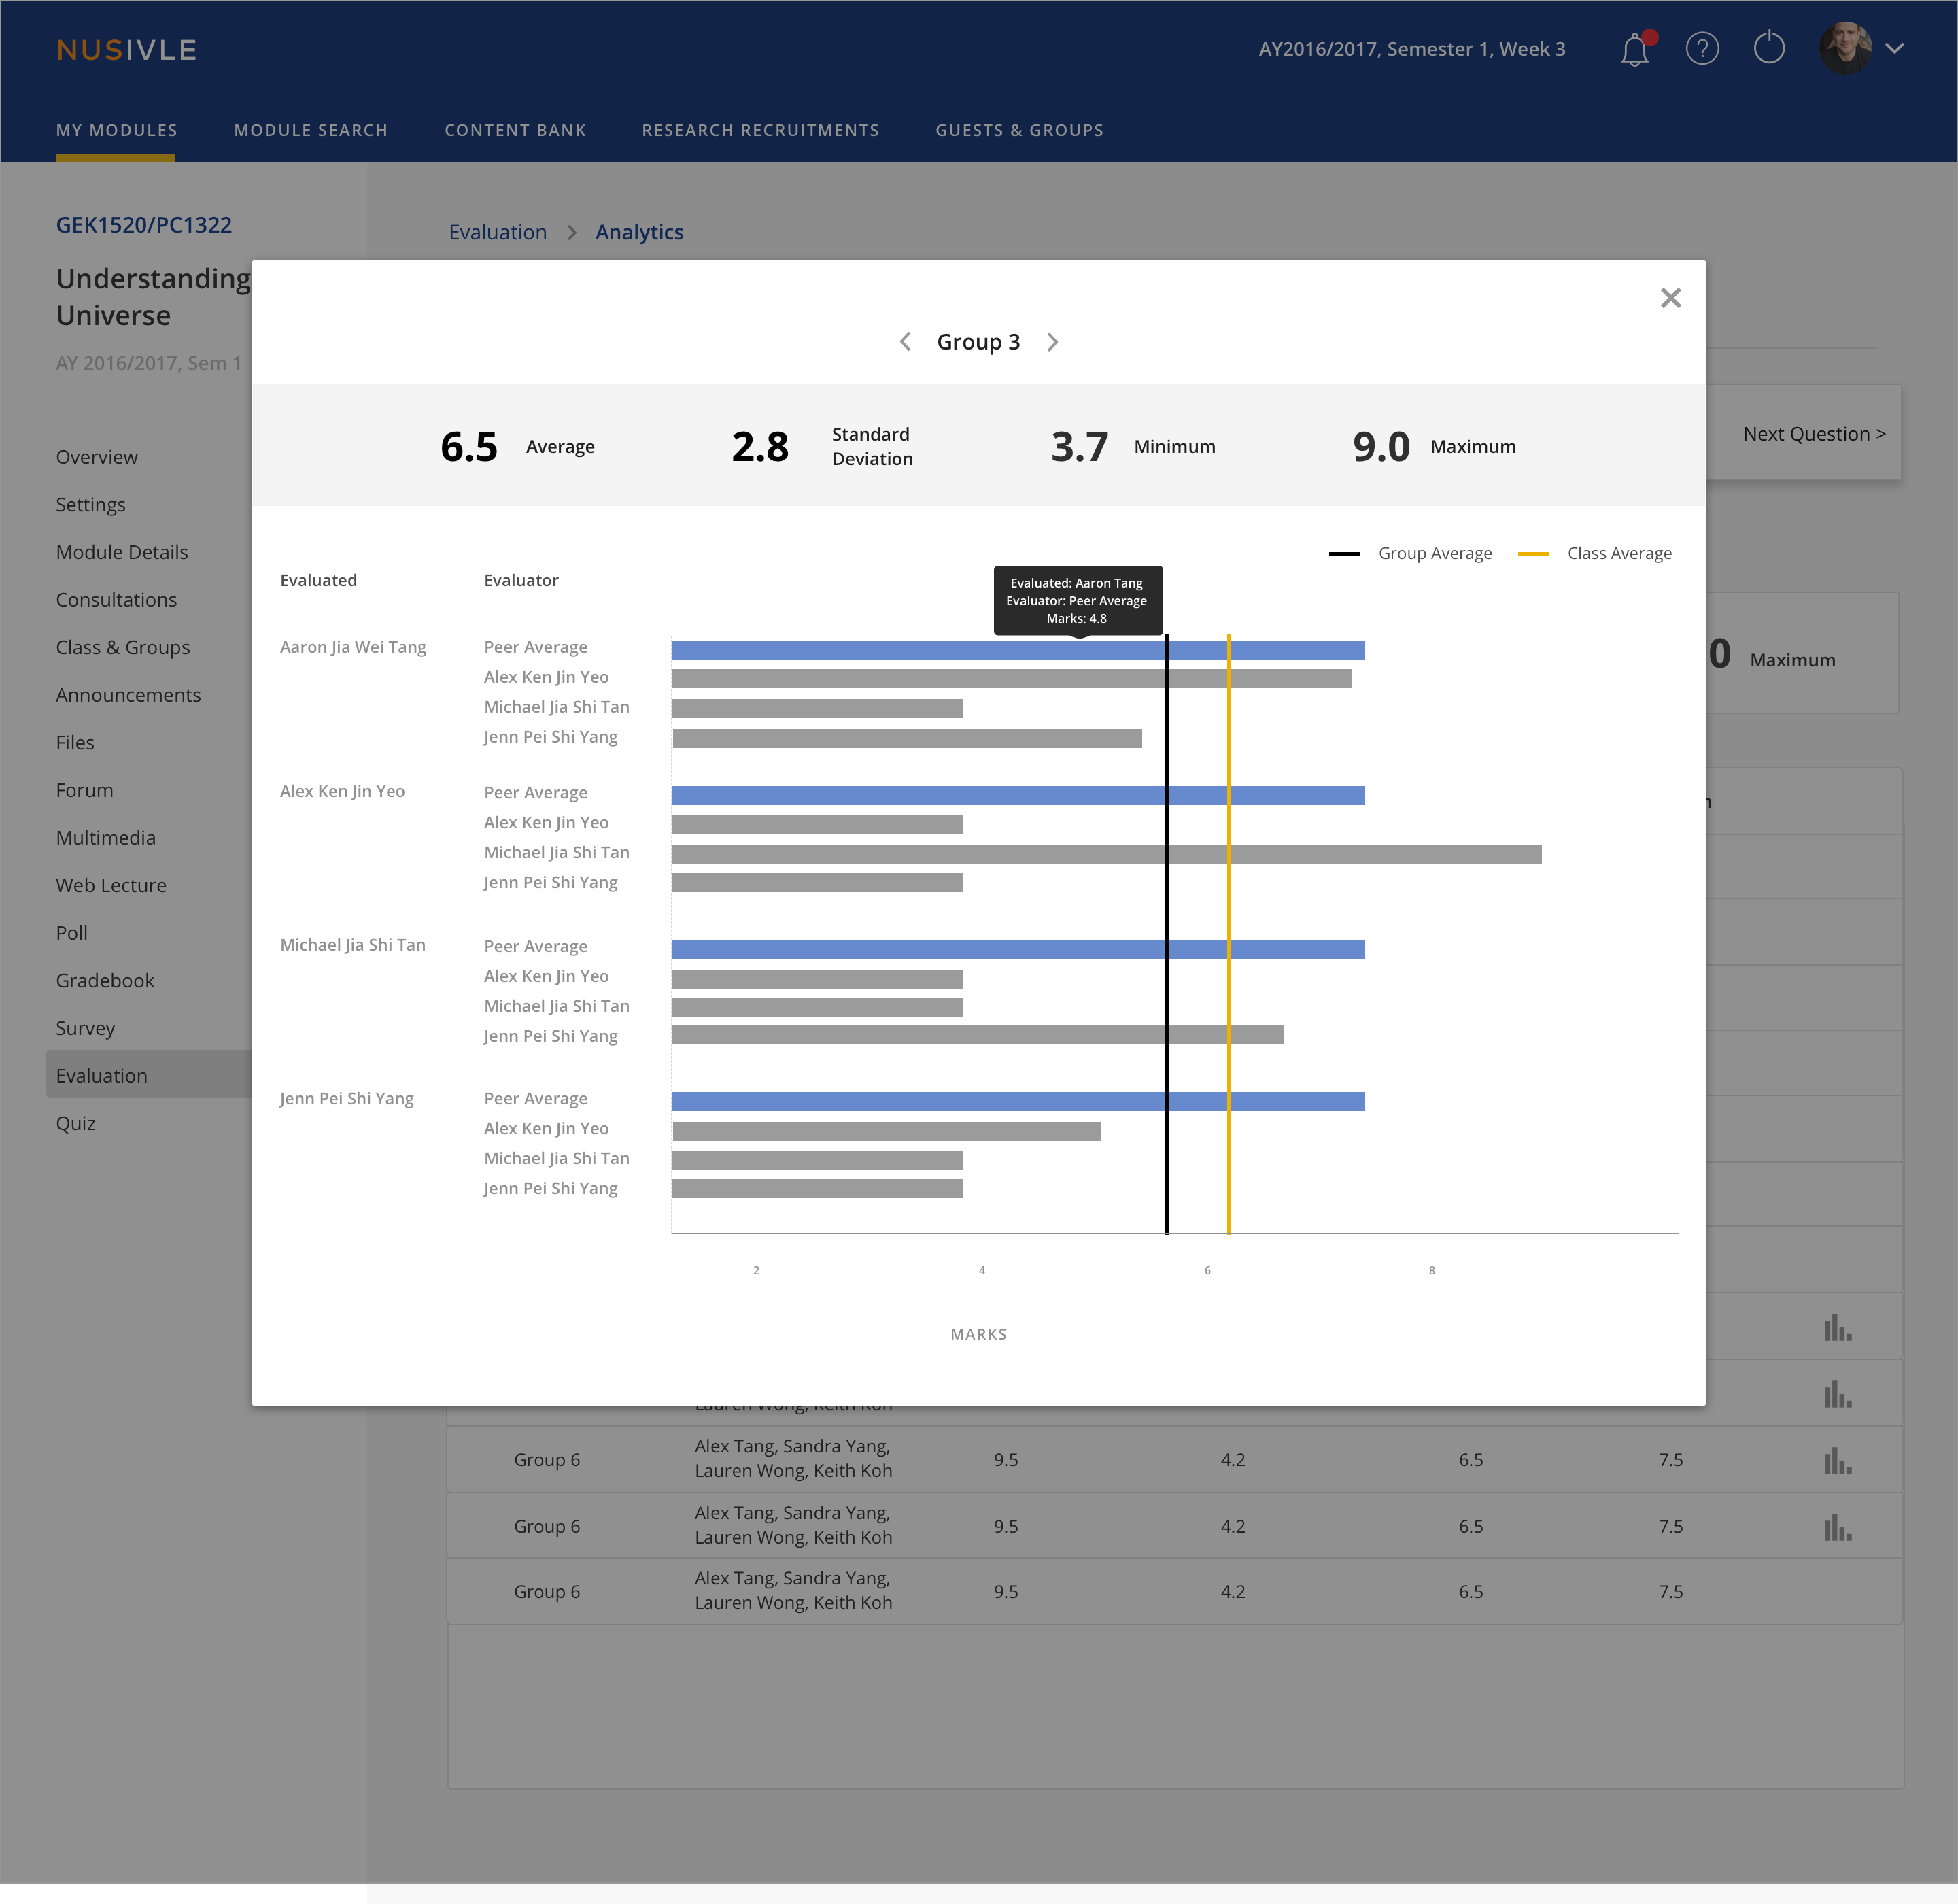 NUSIVLE
AY2016/2017, Semester 1, Week 3
MY MODULES
MODULE SEARCH
CONTENT BANK
RESEARCH RECRUITMENTS
GUESTS & GROUPS
GEK1520/PC1322
Understanding
Universe
AY 2016/2017, Sem 1
Overview
Settings
Module Details
Consultations
Class & Groups
Announcements
Files
Forum
Multimedia
Web Lecture
Poll
Gradebook
Survey
Evaluation
Quiz
Evaluation > Analytics
Next Question >
Group 3
6.5 Average
2.8 Standard
Deviation
3.7 Minimum
9.0 Maximum
Group Average
Class Average
0 Maximum
Evaluated
Evaluator
Evaluated: Aaron Tang
Evaluator: Peer Average
Marks: 4.8
Aaron Jia Wei Tang
Peer Average
Alex Ken Jin Yeo
Michael Jia Shi Tan
Jenn Pei Shi Yang
Alex Ken Jin Yeo
Peer Average
Alex Ken Jin Yeo
Michael Jia Shi Tan
Jenn Pei Shi Yang
Michael Jia Shi Tan
Peer Average
Alex Ken Jin Yeo
Michael Jia Shi Tan
Jenn Pei Shi Yang
Jenn Pei Shi Yang
Peer Average
Alex Ken Jin Yeo
Michael Jia Shi Tan
Jenn Pei Shi Yang
2 4 6 8
MARKS
Lauren Wong, Keith Koh
Group 6
Alex Tang, Sandra Yang,
Lauren Wong, Keith Koh
9.5 4.2 6.5 7.5
Group 6
Alex Tang, Sandra Yang,
Lauren Wong, Keith Koh
9.5 4.2 6.5 7.5
Group 6
Alex Tang, Sandra Yang,
Lauren Wong, Keith Koh
9.5 4.2 6.5 7.5